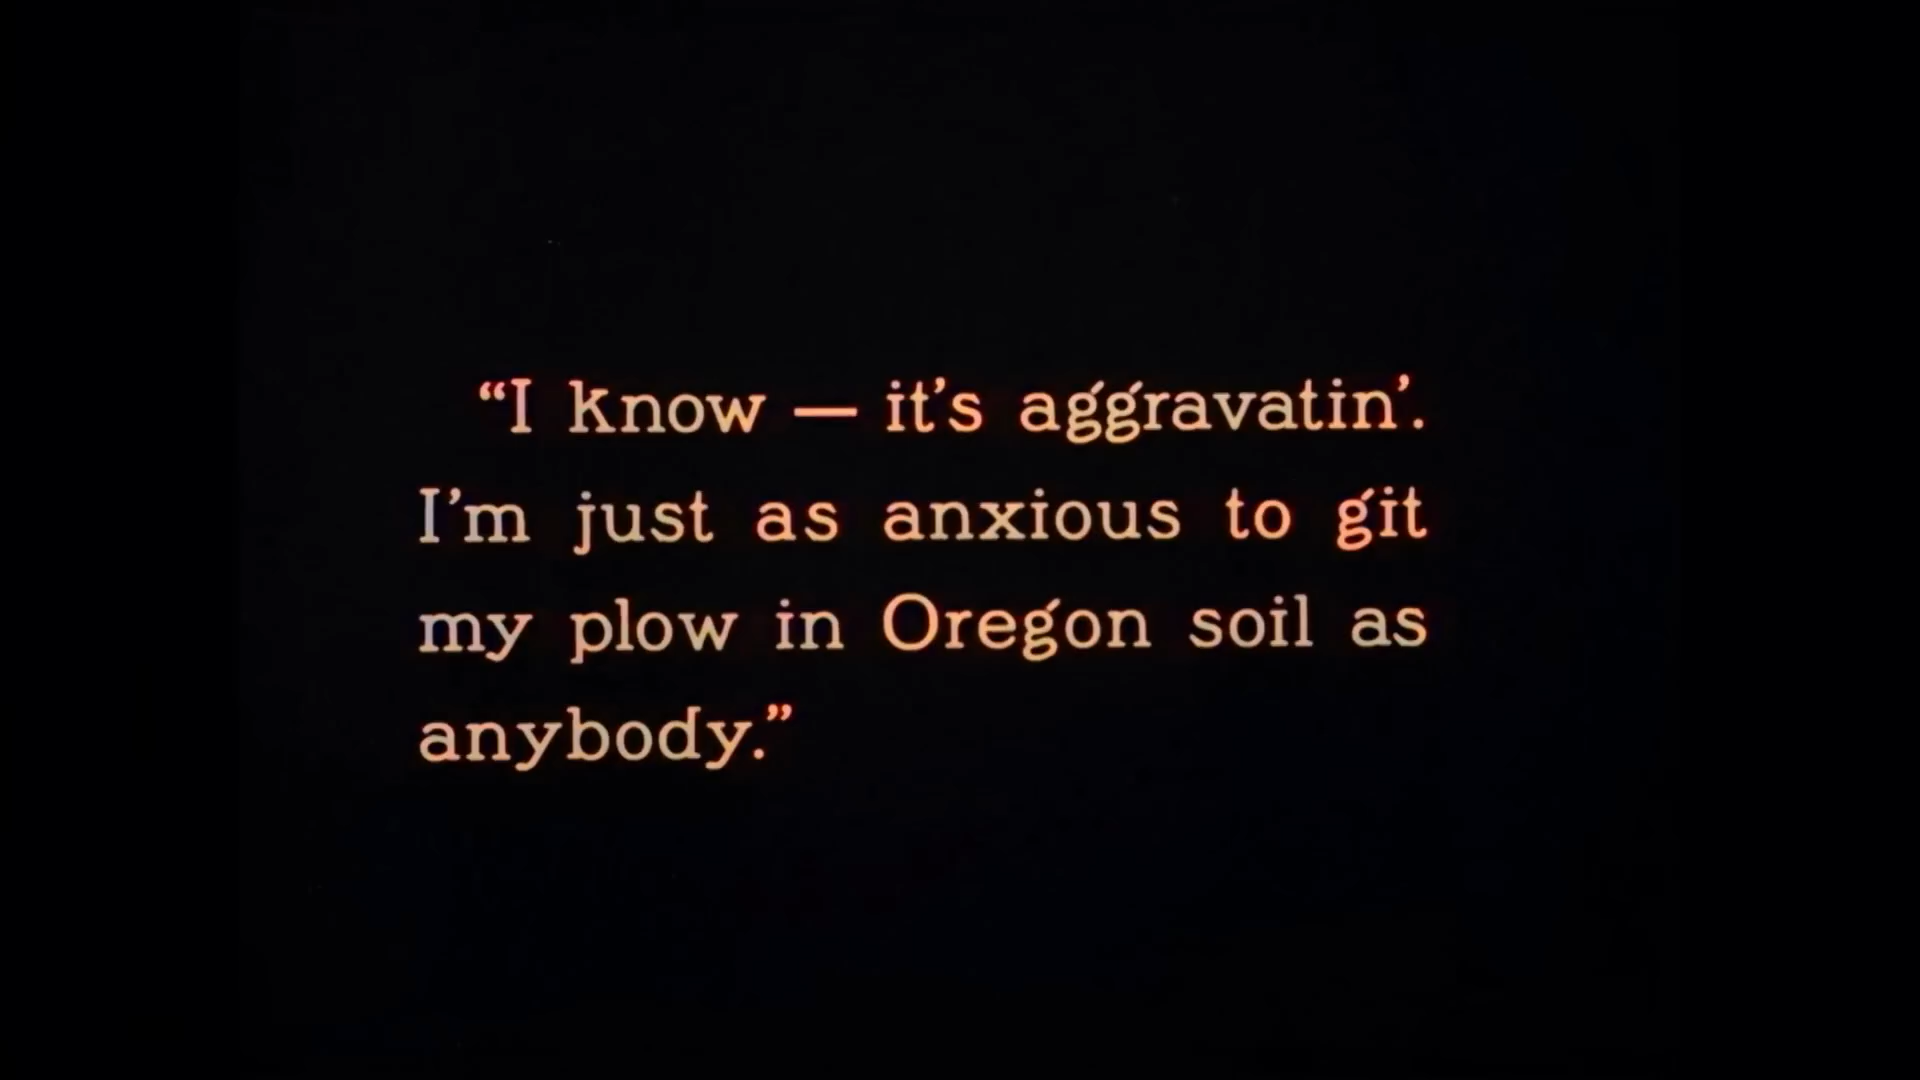 “I know — it’s aggravatin’.
I’m just as anxious to git
my plow in Oregon soil as
anybody.”